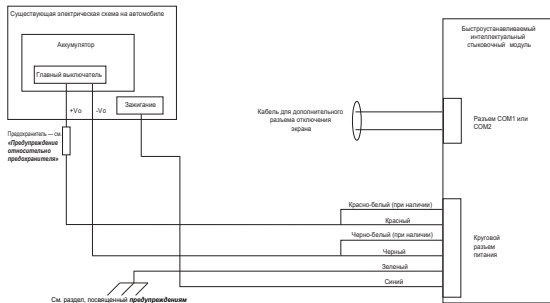 Существующая электрическая схема на автомобиле
Аккумулятор
Главный выключатель
+Vo
-Vo
Зажигание
Предохранитель — см.
«Предупреждение
относительно
предохранителя»
Кабель для дополнительного
разъема отключения
экрана
Быстроустанавливаемый
интеллектуальный
стыковочный модуль
Разъем COM1 или
COM2
Красно-белый (при наличии)
Красный
Черно-белый (при наличии)
Черный
Зеленый
Синий
Круговой
разъем
питания
См. раздел, посвященный предупреждениям